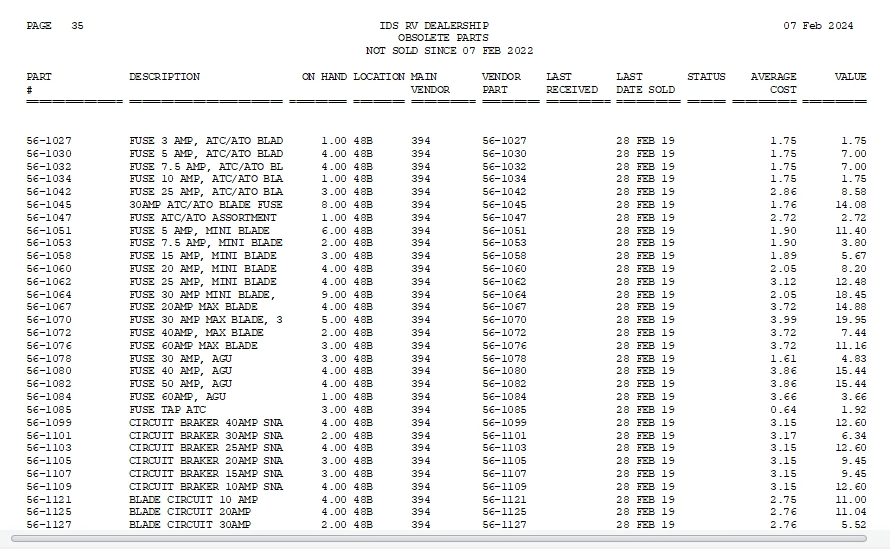 PAGE 35 IDS RV DEALERSHIP 07 Feb 2024
OBSOLETE PARTS
NOT SOLD SINCE 07 FEB 2022
PART DESCRIPTION ON HAND LOCATION MAIN VENDOR LAST LAST STATUS AVERAGE VALUE
# VENDOR PART RECEIVED DATE SOLD COST
56-1027 FUSE 3 AMP, ATC/ATO BLAD 1.00 48B 394 56-1027 28 FEB 19 1.75 1.75
56-1030 FUSE 5 AMP, ATC/ATO BLAD 4.00 48B 394 56-1030 28 FEB 19 1.75 7.00
56-1032 FUSE 7.5 AMP, ATC/ATO BL 4.00 48B 394 56-1032 28 FEB 19 1.75 7.00
56-1034 FUSE 10 AMP, ATC/ATO BLA 1.00 48B 394 56-1034 28 FEB 19 1.75 1.75
56-1042 FUSE 25 AMP, ATC/ATO BLA 3.00 48B 394 56-1042 28 FEB 19 2.86 8.58
56-1045 30AMP ATC/ATO BLADE FUSE 8.00 48B 394 56-1045 28 FEB 19 1.76 14.08
56-1047 FUSE ATC/ATO ASSORTMENT 1.00 48B 394 56-1047 28 FEB 19 2.72 2.72
56-1051 FUSE 5 AMP, MINI BLADE 6.00 48B 394 56-1051 28 FEB 19 1.90 11.40
56-1053 FUSE 7.5 AMP, MINI BLADE 2.00 48B 394 56-1053 28 FEB 19 1.90 3.80
56-1058 FUSE 15 AMP, MINI BLADE 3.00 48B 394 56-1058 28 FEB 19 1.89 5.67
56-1060 FUSE 20 AMP, MINI BLADE 4.00 48B 394 56-1060 28 FEB 19 2.05 8.20
56-1062 FUSE 25 AMP, MINI BLADE 4.00 48B 394 56-1062 28 FEB 19 3.12 12.48
56-1064 FUSE 30 AMP MINI BLADE, 9.00 48B 394 56-1064 28 FEB 19 2.05 18.45
56-1067 FUSE 20AMP MAX BLADE 4.00 48B 394 56-1067 28 FEB 19 3.72 14.88
56-1070 FUSE 30 AMP MAX BLADE, 3 5.00 48B 394 56-1070 28 FEB 19 3.99 19.95
56-1072 FUSE 40AMP, MAX BLADE 2.00 48B 394 56-1072 28 FEB 19 3.72 7.44
56-1076 FUSE 60AMP MAX BLADE 3.00 48B 394 56-1076 28 FEB 19 3.72 11.16
56-1078 FUSE 30 AMP, AGU 3.00 48B 394 56-1078 28 FEB 19 1.61 4.83
56-1080 FUSE 40 AMP, AGU 4.00 48B 394 56-1080 28 FEB 19 3.86 15.44
56-1082 FUSE 50 AMP, AGU 4.00 48B 394 56-1082 28 FEB 19 3.86 15.44
56-1084 FUSE 60AMP, AGU 1.00 48B 394 56-1084 28 FEB 19 3.66 3.66
56-1085 FUSE TAP ATC 3.00 48B 394 56-1085 28 FEB 19 0.64 1.92
56-1099 CIRCUIT BRAKER 40AMP SNA 4.00 48B 394 56-1099 28 FEB 19 3.15 12.60
56-1101 CIRCUIT BRAKER 30AMP SNA 2.00 48B 394 56-1101 28 FEB 19 3.17 6.34
56-1103 CIRCUIT BRAKER 25AMP SNA 4.00 48B 394 56-1103 28 FEB 19 3.15 12.60
56-1105 CIRCUIT BRAKER 20AMP SNA 3.00 48B 394 56-1105 28 FEB 19 3.15 9.45
56-1107 CIRCUIT BRAKER 15AMP SNA 3.00 48B 394 56-1107 28 FEB 19 3.15 9.45
56-1109 CIRCUIT BRAKER 10AMP SNA 4.00 48B 394 56-1109 28 FEB 19 3.15 12.60
56-1121 BLADE CIRCUIT 10 AMP 4.00 48B 394 56-1121 28 FEB 19 2.75 11.00
56-1125 BLADE CIRCUIT 20AMP 4.00 48B 394 56-1125 28 FEB 19 2.76 11.04
56-1127 BLADE CIRCUIT 30AMP 2.00 48B 394 56-1127 28 FEB 19 2.76 5.52